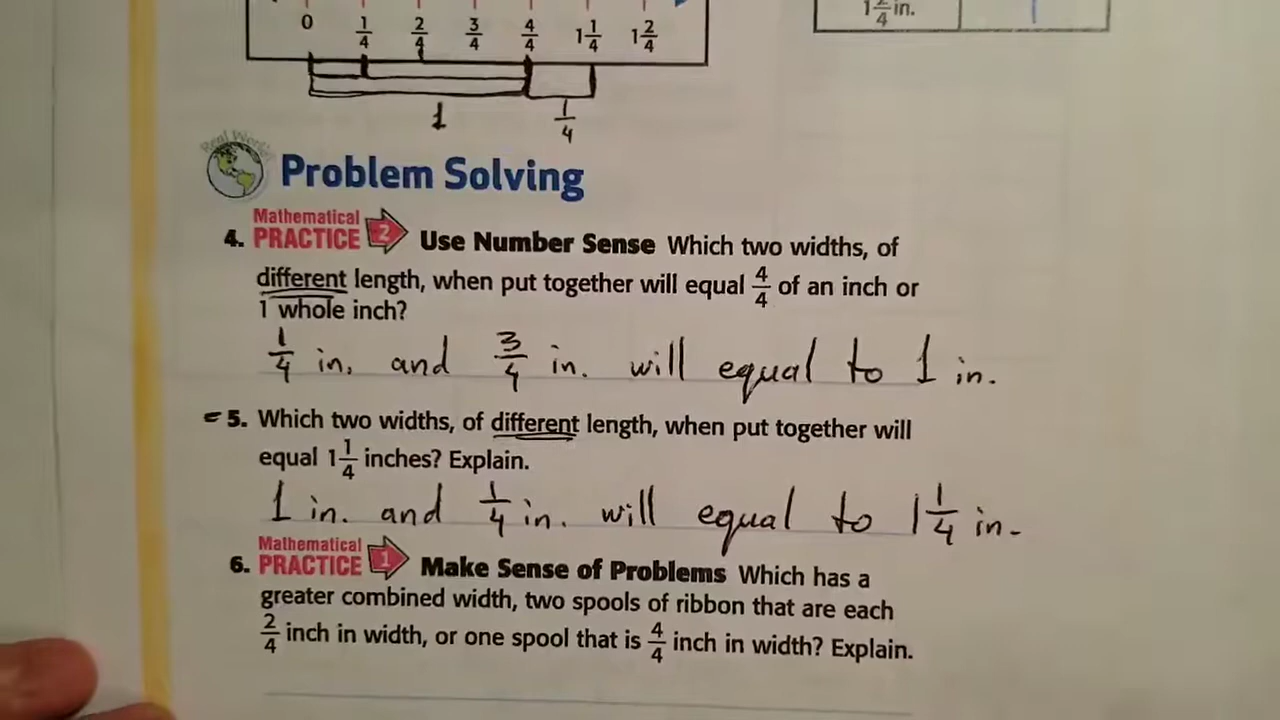 1 2/4 in.
0 1/4 2/4 3/4 4/4 1 1/4 1 2/4
1 1/4
Real World
Problem Solving
4. Mathematical PRACTICE 2 Use Number Sense Which two widths, of
different length, when put together will equal 4/4 of an inch or
1 whole inch?
1/4 in. and 3/4 in. will equal to 1 in.
5. Which two widths, of different length, when put together will
equal 1 1/4 inches? Explain.
1 in. and 1/4 in. will equal to 1 1/4 in.
6. Mathematical PRACTICE 1 Make Sense of Problems Which has a
greater combined width, two spools of ribbon that are each
2/4 inch in width, or one spool that is 4/4 inch in width? Explain.